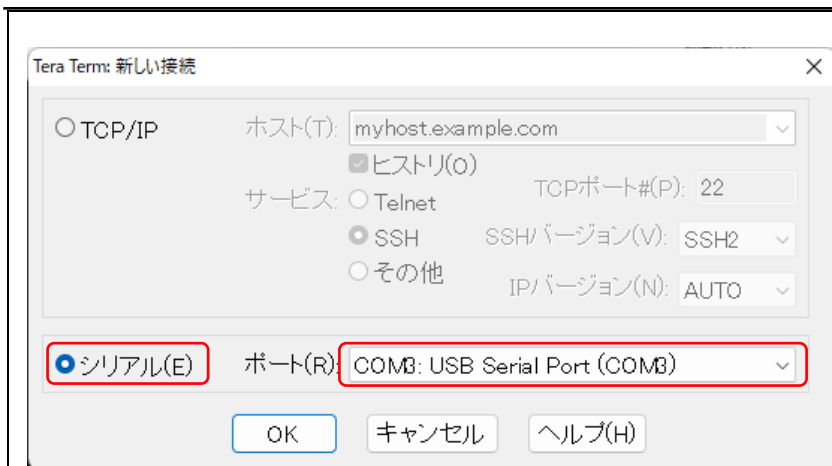 Tera Term: 新しい接続
TCP/IP
ホスト(T): myhost.example.com
ヒストリ(O)
サービス: Telnet
TCPポート#(P): 22
SSH
SSHバージョン(V): SSH2
その他
IPバージョン(N): AUTO
シリアル(E) ポート(R): COM3: USB Serial Port (COM3)
OK キャンセル ヘルプ(H)